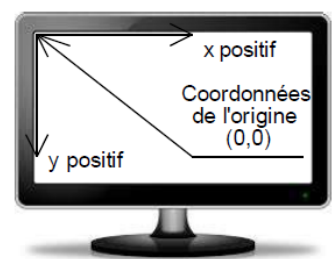 x positif
Coordonnées
de l'origine
(0,0)
y positif